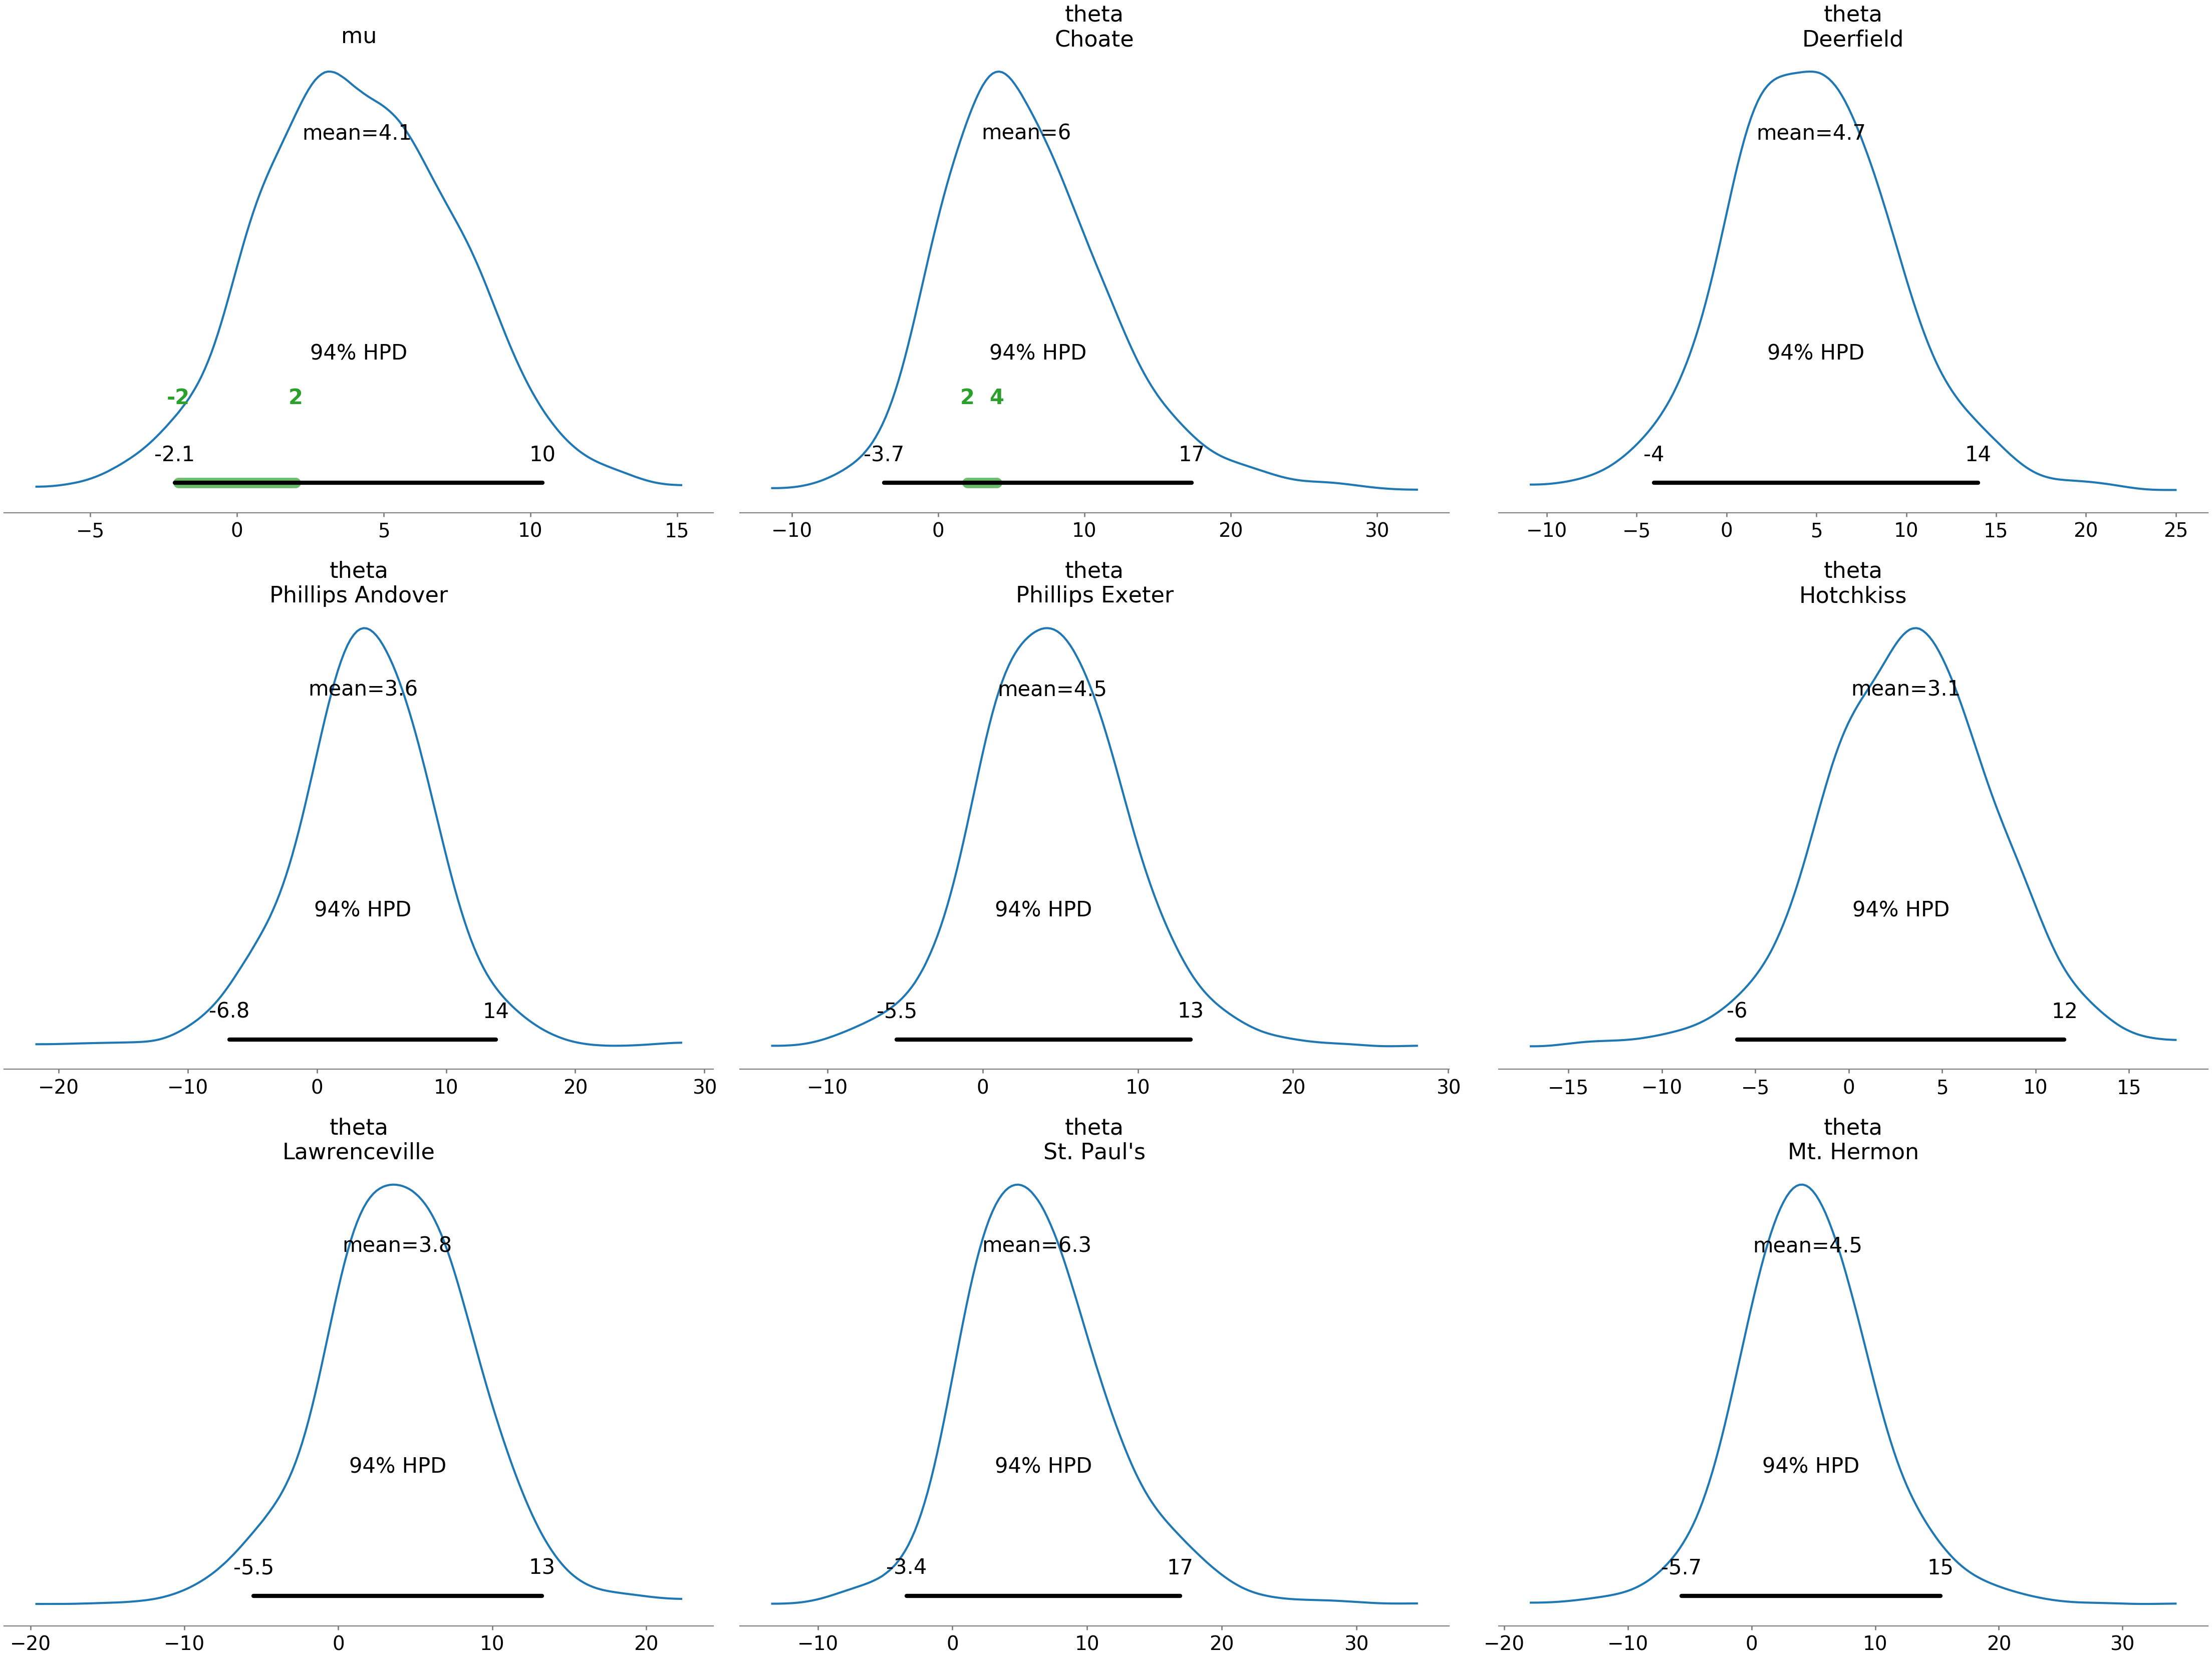 mu
mean=4.1
94% HPD
-2 2
-2.1 10
−5 0 5 10 15
theta
Choate
mean=6
94% HPD
2 4
-3.7 17
−10 0 10 20 30
theta
Deerfield
mean=4.7
94% HPD
-4 14
−10 −5 0 5 10 15 20 25
theta
Phillips Andover
mean=3.6
94% HPD
-6.8 14
−20 −10 0 10 20 30
theta
Phillips Exeter
mean=4.5
94% HPD
-5.5 13
−10 0 10 20 30
theta
Hotchkiss
mean=3.1
94% HPD
-6 12
−15 −10 −5 0 5 10 15
theta
Lawrenceville
mean=3.8
94% HPD
-5.5 13
−20 −10 0 10 20
theta
St. Paul's
mean=6.3
94% HPD
-3.4 17
−10 0 10 20 30
theta
Mt. Hermon
mean=4.5
94% HPD
-5.7 15
−20 −10 0 10 20 30